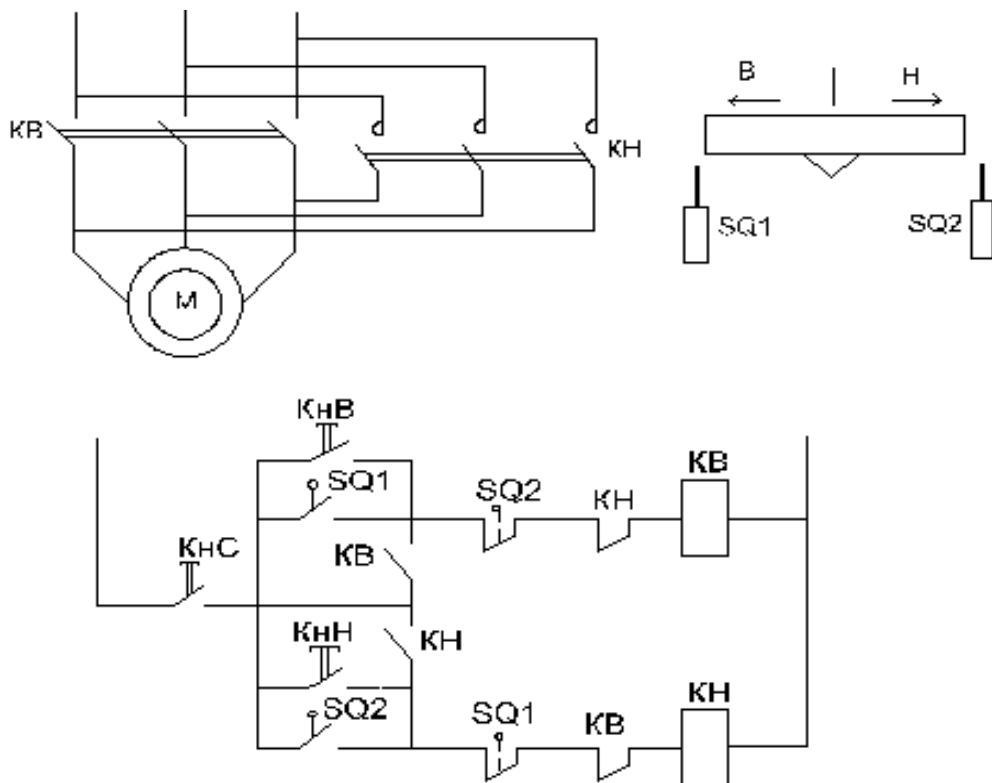 В Н
КВ КН
SQ1 SQ2
М
КнВ
SQ1 SQ2 КН КВ
КнС КВ
КнН КН
SQ2 SQ1 КВ КН